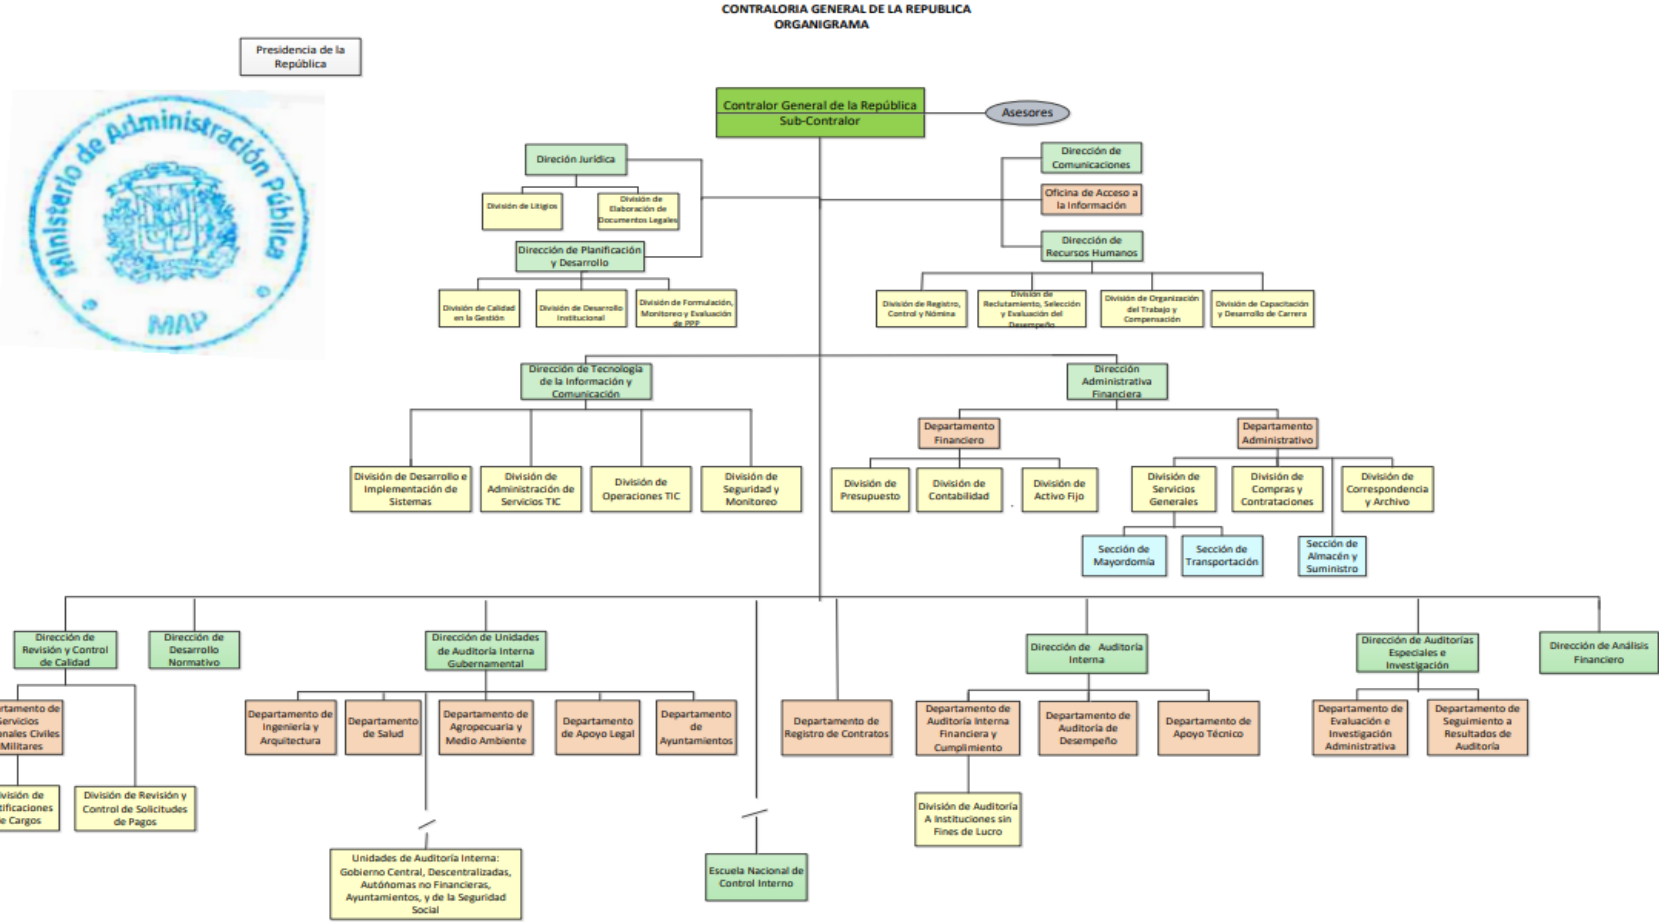 CONTRALORIA GENERAL DE LA REPUBLICA
ORGANIGRAMA
Presidencia de la
República
Ministerio de Administración Pública
MAP
Contralor General de la República
Sub-Contralor
Asesores
Direción Jurídica
División de Litigios
División de
Elaboración de
Documentos Legales
Dirección de Planificación
y Desarrollo
División de Calidad
en la Gestión
División de Desarrollo
Institucional
División de Formulación,
Monitoreo y Evaluación
de PPP
Dirección de
Comunicaciones
Oficina de Acceso a
la Información
Dirección de
Recursos Humanos
División de Registro,
Control y Nómina
División de
Reclutamiento, Selección
y Evaluación del
Desempeño
División de Organización
del Trabajo y
Compensación
División de Capacitación
y Desarrollo de Carrera
Dirección de Tecnología
de la Información y
Comunicación
División de Desarrollo e
Implementación de
Sistemas
División de
Administración de
Servicios TIC
División de
Operaciones TIC
División de
Seguridad y
Monitoreo
Dirección
Administrativa
Financiera
Departamento
Financiero
Departamento
Administrativo
División de
Presupuesto
División de
Contabilidad
.
División de
Activo Fijo
División de
Servicios
Generales
División de
Compras y
Contrataciones
División de
Correspondencia
y Archivo
Sección de
Mayordomía
Sección de
Transportación
Sección de
Almacén y
Suministro
Dirección de
Revisión y Control
de Calidad
Dirección de
Desarrollo
Normativo
Dirección de Unidades
de Auditoría Interna
Gubernamental
Dirección de Auditoría
Interna
Dirección de Auditorías
Especiales e
Investigación
Dirección de Análisis
Financiero
rtamento de
ervicios
onales Civiles
Militares
Departamento de
Ingeniería y
Arquitectura
Departamento
de Salud
Departamento de
Agropecuaria y
Medio Ambiente
Departamento
de Apoyo Legal
Departamento
de
Ayuntamientos
Departamento de
Registro de Contratos
Departamento de
Auditoría Interna
Financiera y
Cumplimiento
Departamento de
Auditoría de
Desempeño
Departamento de
Apoyo Técnico
Departamento de
Evaluación e
Investigación
Administrativa
Departamento de
Seguimiento a
Resultados de
Auditoría
visión de
tificaciones
e Cargos
División de Revisión y
Control de Solicitudes
de Pagos
División de Auditoría
A Instituciones sin
Fines de Lucro
Unidades de Auditoría Interna:
Gobierno Central, Descentralizadas,
Autónomas no Financieras,
Ayuntamientos, y de la Seguridad
Social
Escuela Nacional de
Control Interno